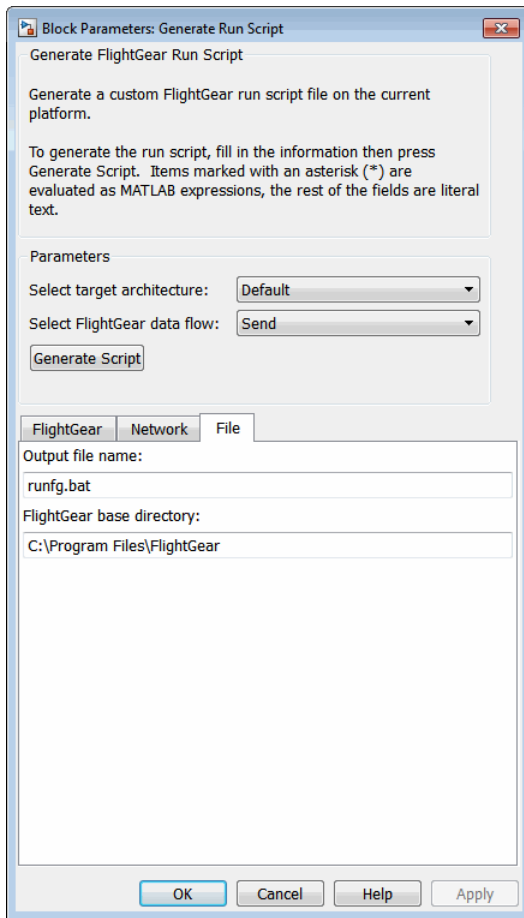 Block Parameters: Generate Run Script
Generate FlightGear Run Script
Generate a custom FlightGear run script file on the current
platform.
To generate the run script, fill in the information then press
Generate Script.  Items marked with an asterisk (*) are
evaluated as MATLAB expressions, the rest of the fields are literal
text.
Parameters
Select target architecture: Default
Select FlightGear data flow: Send
Generate Script
FlightGear Network File
Output file name:
runfg.bat
FlightGear base directory:
C:\Program Files\FlightGear
OK Cancel Help Apply